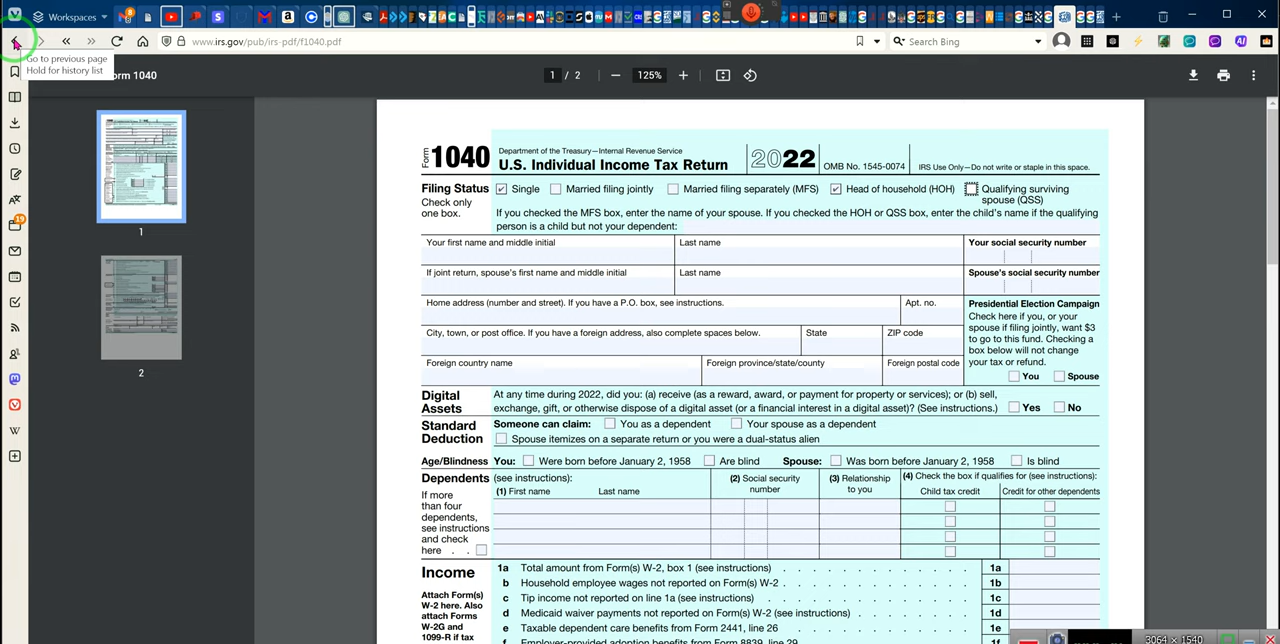 Workspaces
8
www.irs.gov/pub/irs-pdf/f1040.pdf
Search Bing
Go to previous page
Hold for history list
orm 1040
1 / 2
125%
19
1
2
Form 1040
Department of the Treasury—Internal Revenue Service
U.S. Individual Income Tax Return
2022
OMB No. 1545-0074
IRS Use Only—Do not write or staple in this space.
Filing Status
Check only
one box.
Single
Married filing jointly
Married filing separately (MFS)
Head of household (HOH)
Qualifying surviving
spouse (QSS)
If you checked the MFS box, enter the name of your spouse. If you checked the HOH or QSS box, enter the child's name if the qualifying
person is a child but not your dependent:
Your first name and middle initial
Last name
Your social security number
If joint return, spouse's first name and middle initial
Last name
Spouse's social security number
Home address (number and street). If you have a P.O. box, see instructions.
Apt. no.
City, town, or post office. If you have a foreign address, also complete spaces below.
State
ZIP code
Foreign country name
Foreign province/state/county
Foreign postal code
Presidential Election Campaign
Check here if you, or your
spouse if filing jointly, want $3
to go to this fund. Checking a
box below will not change
your tax or refund.
You
Spouse
Digital
Assets
At any time during 2022, did you: (a) receive (as a reward, award, or payment for property or services); or (b) sell,
exchange, gift, or otherwise dispose of a digital asset (or a financial interest in a digital asset)? (See instructions.)
Yes
No
Standard
Deduction
Someone can claim:
You as a dependent
Your spouse as a dependent
Spouse itemizes on a separate return or you were a dual-status alien
Age/Blindness
You:
Were born before January 2, 1958
Are blind
Spouse:
Was born before January 2, 1958
Is blind
Dependents
(see instructions):
(1) First name
Last name
(2) Social security
number
(3) Relationship
to you
(4) Check the box if qualifies for (see instructions):
Child tax credit
Credit for other dependents
If more
than four
dependents,
see instructions
and check
here . .
Income
Attach Form(s)
W-2 here. Also
attach Forms
W-2G and
1099-R if tax
1a Total amount from Form(s) W-2, box 1 (see instructions)
1a
b Household employee wages not reported on Form(s) W-2
1b
c Tip income not reported on line 1a (see instructions)
1c
d Medicaid waiver payments not reported on Form(s) W-2 (see instructions)
1d
e Taxable dependent care benefits from Form 2441, line 26
1e
f Employer-provided adoption benefits from Form 8839, line 29
1f
3064 × 1540